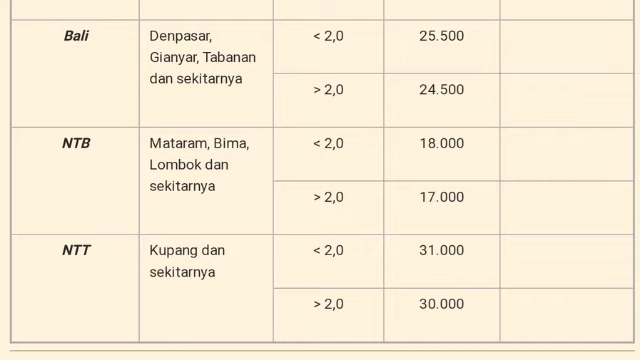 Bali Denpasar, < 2,0 25.500
Gianyar, Tabanan
dan sekitarnya
> 2,0 24.500
NTB Mataram, Bima, < 2,0 18.000
Lombok dan
sekitarnya
> 2,0 17.000
NTT Kupang dan < 2,0 31.000
sekitarnya
> 2,0 30.000